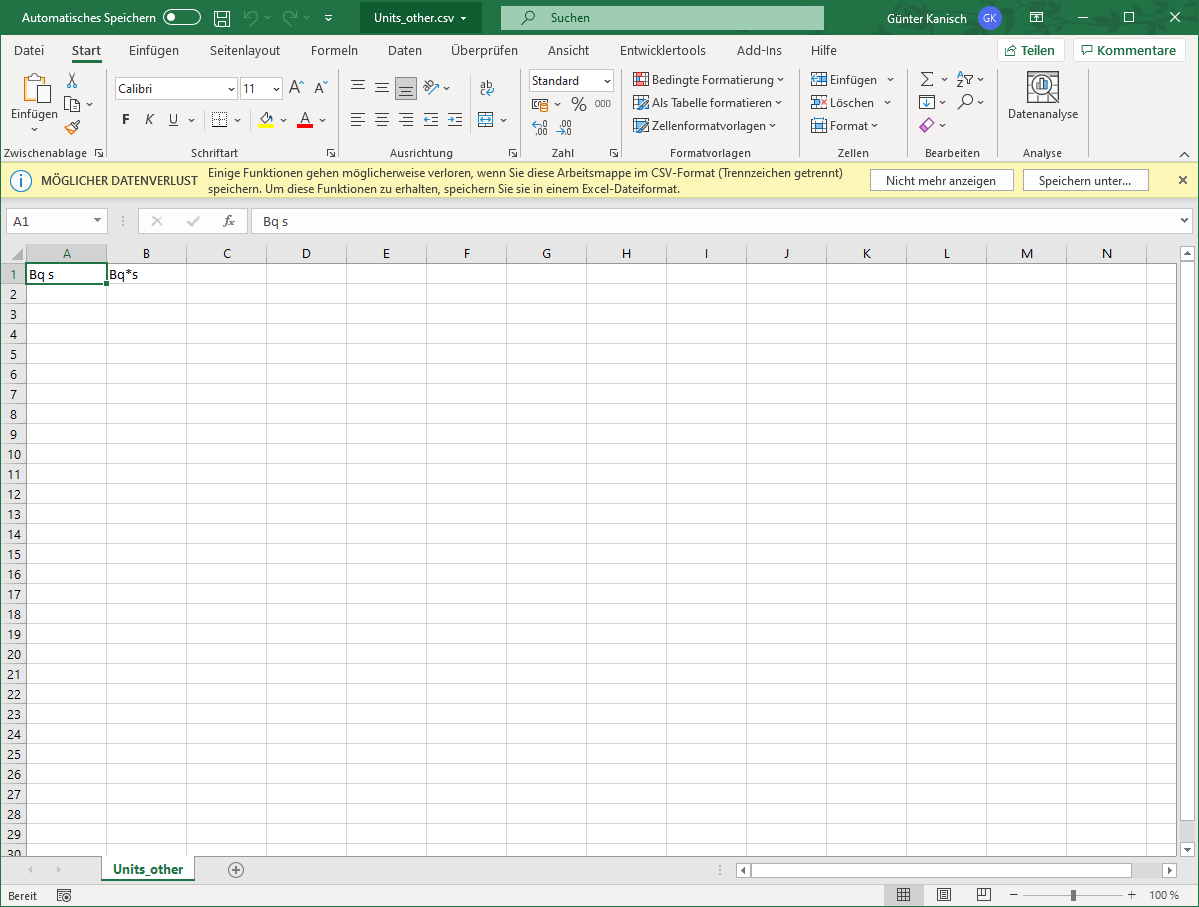 Automatisches Speichern Units_other.csv Suchen Günter Kanisch GK
Datei Start Einfügen Seitenlayout Formeln Daten Überprüfen Ansicht Entwicklertools Add-Ins Hilfe Teilen Kommentare
Calibri 11 A A ab Standard Bedingte Formatierung Einfügen Σ A Z
c
Einfügen % 000 Als Tabelle formatieren Löschen Datenanalyse
F K U A ,00 ,00 Zellenformatvorlagen Format
→0
Zwischenablage Schriftart Ausrichtung Zahl Formatvorlagen Zellen Bearbeiten Analyse
MÖGLICHER DATENVERLUST Einige Funktionen gehen möglicherweise verloren, wenn Sie diese Arbeitsmappe im CSV-Format (Trennzeichen getrennt)
speichern. Um diese Funktionen zu erhalten, speichern Sie sie in einem Excel-Dateiformat.
Nicht mehr anzeigen Speichern unter...
A1 fx Bq s
A B C D E F G H I J K L M N
1 Bq s Bq*s
2
3
4
5
6
7
8
9
10
11
12
13
14
15
16
17
18
19
20
21
22
23
24
25
26
27
28
29
30
Units_other
Bereit 100 %